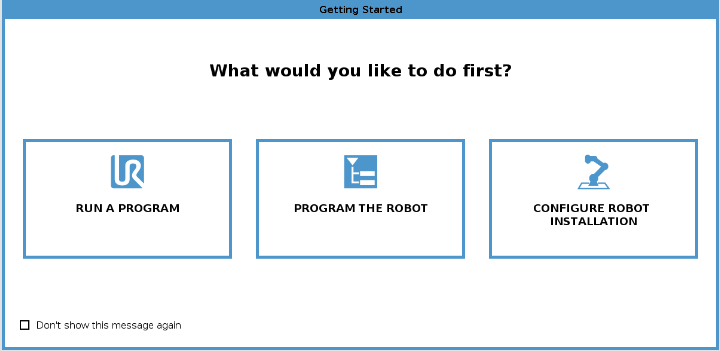 Getting Started
What would you like to do first?
UR
RUN A PROGRAM
PROGRAM THE ROBOT
CONFIGURE ROBOT
INSTALLATION
Don't show this message again